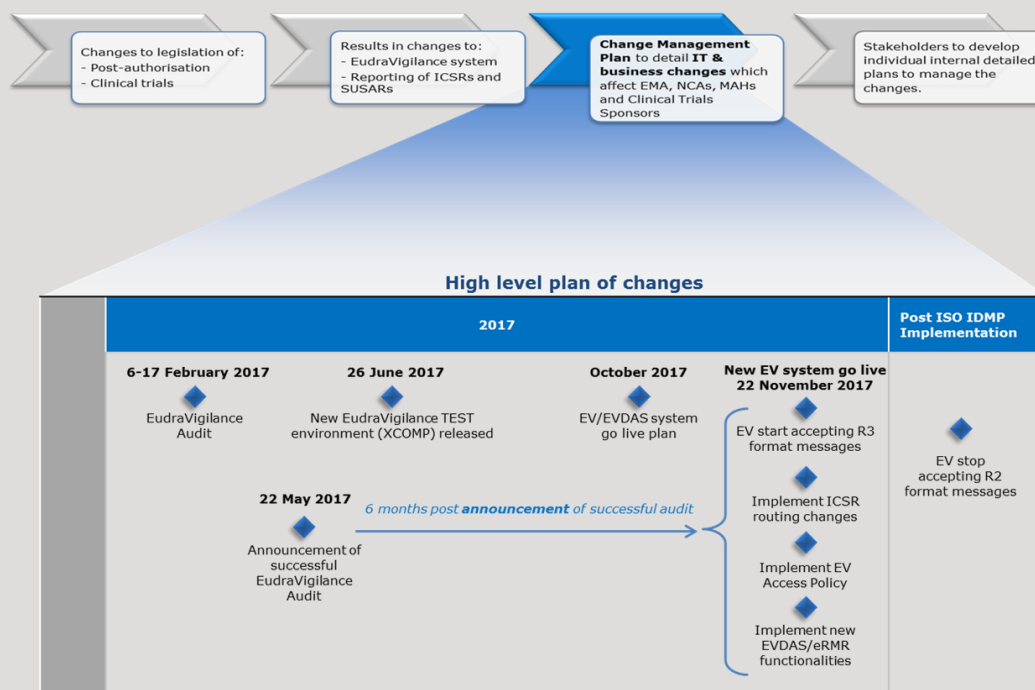 Changes to legislation of:
- Post-authorisation
- Clinical trials
Results in changes to:
- EudraVigilance system
- Reporting of ICSRs and
SUSARs
Change Management
Plan to detail IT &
business changes which
affect EMA, NCAs, MAHs
and Clinical Trials
Sponsors
Stakeholders to develop
individual internal detailed
plans to manage the
changes.
High level plan of changes
2017
Post ISO IDMP
Implementation
6-17 February 2017
EudraVigilance
Audit
26 June 2017
New EudraVigilance TEST
environment (XCOMP) released
October 2017
EV/EVDAS system
go live plan
New EV system go live
22 November 2017
EV start accepting R3
format messages
Implement ICSR
routing changes
Implement EV
Access Policy
Implement new
EVDAS/eRMR
functionalities
EV stop
accepting R2
format messages
22 May 2017
Announcement of
successful
EudraVigilance
Audit
6 months post announcement of successful audit